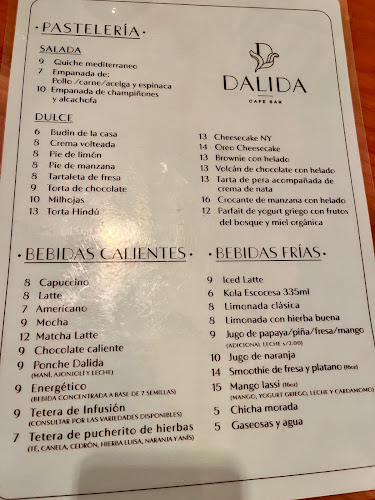 · PASTELERÍA ·
SALADA
9 Quiche mediterraneo
7 Empanada de:
Pollo /carne/acelga y espinaca
10 Empanada de champiñones
y alcachofa
DULCE
6 Budín de la casa
8 Crema volteada
8 Pie de limón
8 Pie de manzana
8 Tartaleta de fresa
9 Torta de chocolate
10 Milhojas
13 Torta Hindú
D
DALIDA
CAFE BAR
13 Cheesecake NY
14 Oreo Cheesecake
13 Brownie con helado
13 Volcán de chocolate con helado
13 Tarta de pera acompañada de
crema de nata
16 Crocante de manzana con helado
12 Parfait de yogurt griego con frutos
del bosque y miel orgánica
· BEBIDAS CALIENTES ·
8 Capuccino
8 Latte
7 Americano
9 Mocha
12 Matcha Latte
9 Chocolate caliente
9 Ponche Dalida
(MANÍ, AJONJOLÍ Y LECHE)
9 Energético
(BEBIDA CONCENTRADA A BASE DE 7 SEMILLAS)
9 Tetera de Infusión
(CONSULTAR POR LAS VARIEDADES DISPONIBLES)
7 Tetera de pucherito de hierbas
(TÉ, CANELA, CEDRÓN, HIERBA LUISA, NARANJA Y ANÍS)
· BEBIDAS FRÍAS ·
9 Iced Latte
6 Kola Escocesa 335ml
8 Limonada clásica
8 Limonada con hierba buena
9 Jugo de papaya/piña/fresa/mango
(ADICIONAL LECHE s/2.00)
10 Jugo de naranja
14 Smoothie de fresa y platano (16oz)
15 Mango lassi (16oz)
(MANGO, YOGURT GRIEGO, LECHE Y CARDAMOMO)
5 Chicha morada
5 Gaseosas y agua